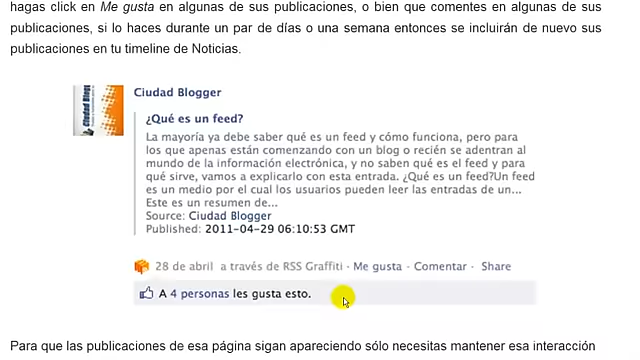 hagas click en Me gusta en algunas de sus publicaciones, o bien que comentes en algunas de sus
publicaciones, si lo haces durante un par de días o una semana entonces se incluirán de nuevo sus
publicaciones en tu timeline de Noticias.
Ciudad Blogger
Ciudad Blogg
¿Qué es un feed?
La mayoría ya debe saber qué es un feed y cómo funciona, pero para
los que apenas están comenzando con un blog o recién se adentran al
mundo de la información electrónica, y no saben qué es el feed y para
qué sirve, vamos a explicarlo con esta entrada. ¿Qué es un feed?Un feed
es un medio por el cual los usuarios pueden leer las entradas de un...
Este es un resumen de...
Source: Ciudad Blogger
Published: 2011-04-29 06:10:53 GMT
28 de abril a través de RSS Graffiti · Me gusta · Comentar · Share
A 4 personas les gusta esto.
Para que las publicaciones de esa página sigan apareciendo sólo necesitas mantener esa interacción